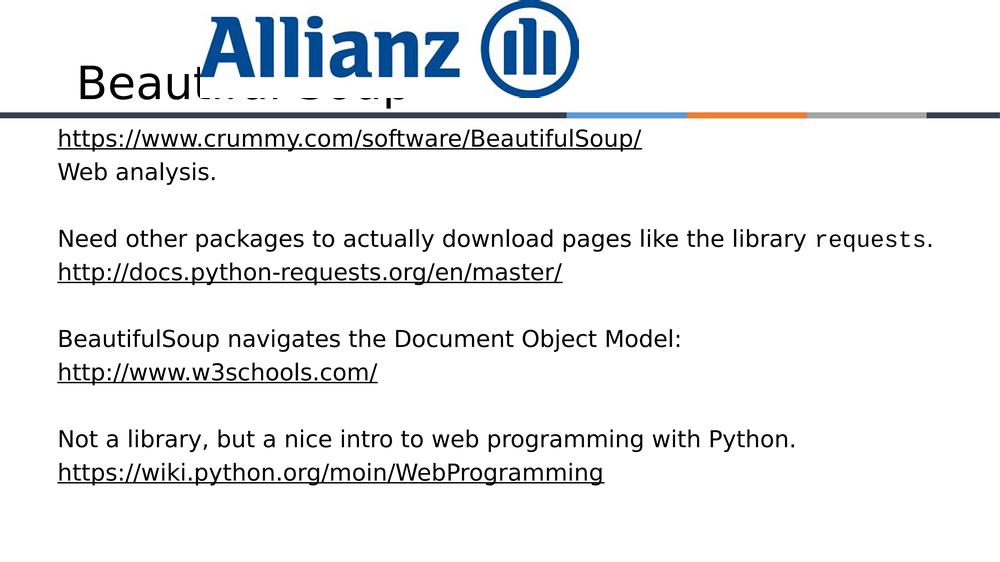 Allianz
Beautiful Soup
https://www.crummy.com/software/BeautifulSoup/
Web analysis.
Need other packages to actually download pages like the library requests.
http://docs.python-requests.org/en/master/
BeautifulSoup navigates the Document Object Model:
http://www.w3schools.com/
Not a library, but a nice intro to web programming with Python.
https://wiki.python.org/moin/WebProgramming